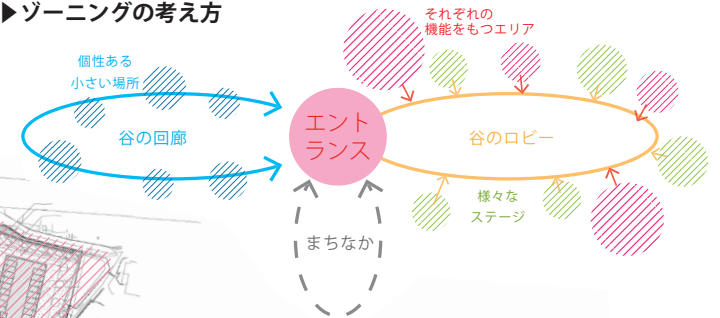 ▶ゾーニングの考え方
それぞれの
機能をもつエリア
個性ある
小さい場所
谷の回廊
エント
ランス
谷のロビー
様々な
ステージ
まちなか